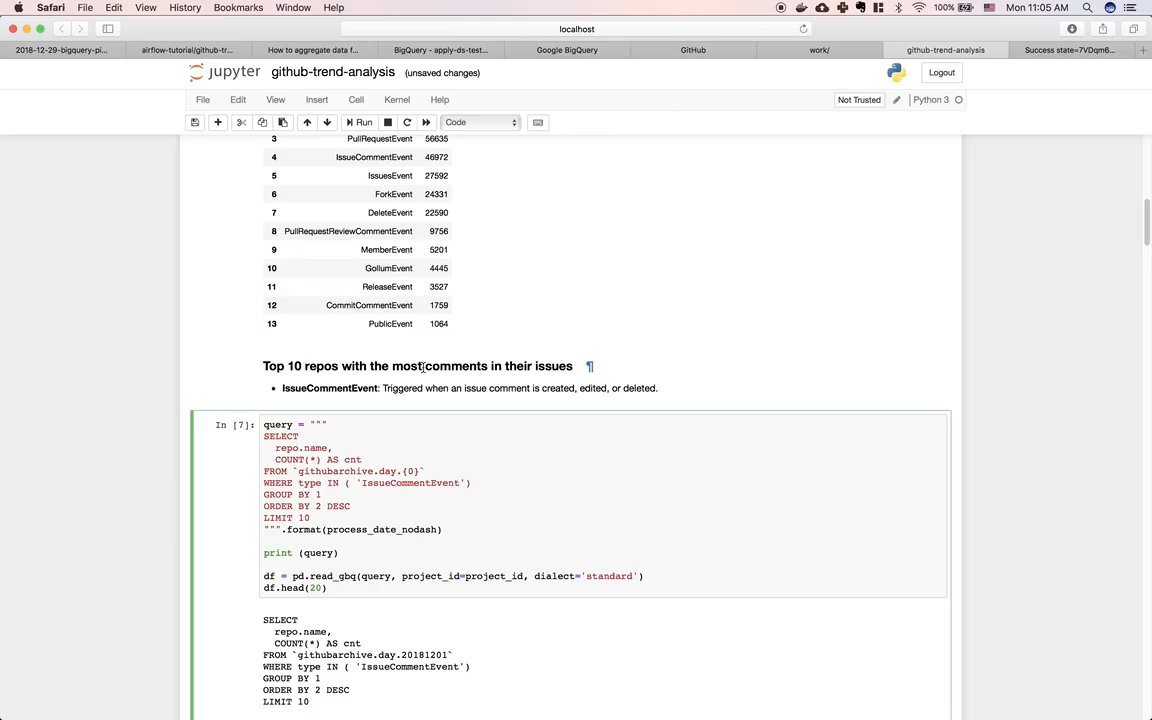 Safari File Edit View History Bookmarks Window Help 100% Mon 11:05 AM
localhost
2018-12-29-bigquery-pi... airflow-tutorial/github-tr... How to aggregate data f... BigQuery - apply-ds-test... Google BigQuery GitHub work/ github-trend-analysis Success state=7VDqm6...
jupyter github-trend-analysis (unsaved changes) Logout
File Edit View Insert Cell Kernel Help Not Trusted Python 3
Run Code
3 PullRequestEvent 56635
4 IssueCommentEvent 46972
5 IssuesEvent 27592
6 ForkEvent 24331
7 DeleteEvent 22590
8 PullRequestReviewCommentEvent 9756
9 MemberEvent 5201
10 GollumEvent 4445
11 ReleaseEvent 3527
12 CommitCommentEvent 1759
13 PublicEvent 1064
Top 10 repos with the most comments in their issues ¶
• IssueCommentEvent: Triggered when an issue comment is created, edited, or deleted.
In [7]: query = """
SELECT
repo.name,
COUNT(*) AS cnt
FROM `githubarchive.day.{0}`
WHERE type IN ( 'IssueCommentEvent')
GROUP BY 1
ORDER BY 2 DESC
LIMIT 10
""".format(process_date_nodash)
print (query)
df = pd.read_gbq(query, project_id=project_id, dialect='standard')
df.head(20)
SELECT
repo.name,
COUNT(*) AS cnt
FROM `githubarchive.day.20181201`
WHERE type IN ( 'IssueCommentEvent')
GROUP BY 1
ORDER BY 2 DESC
LIMIT 10